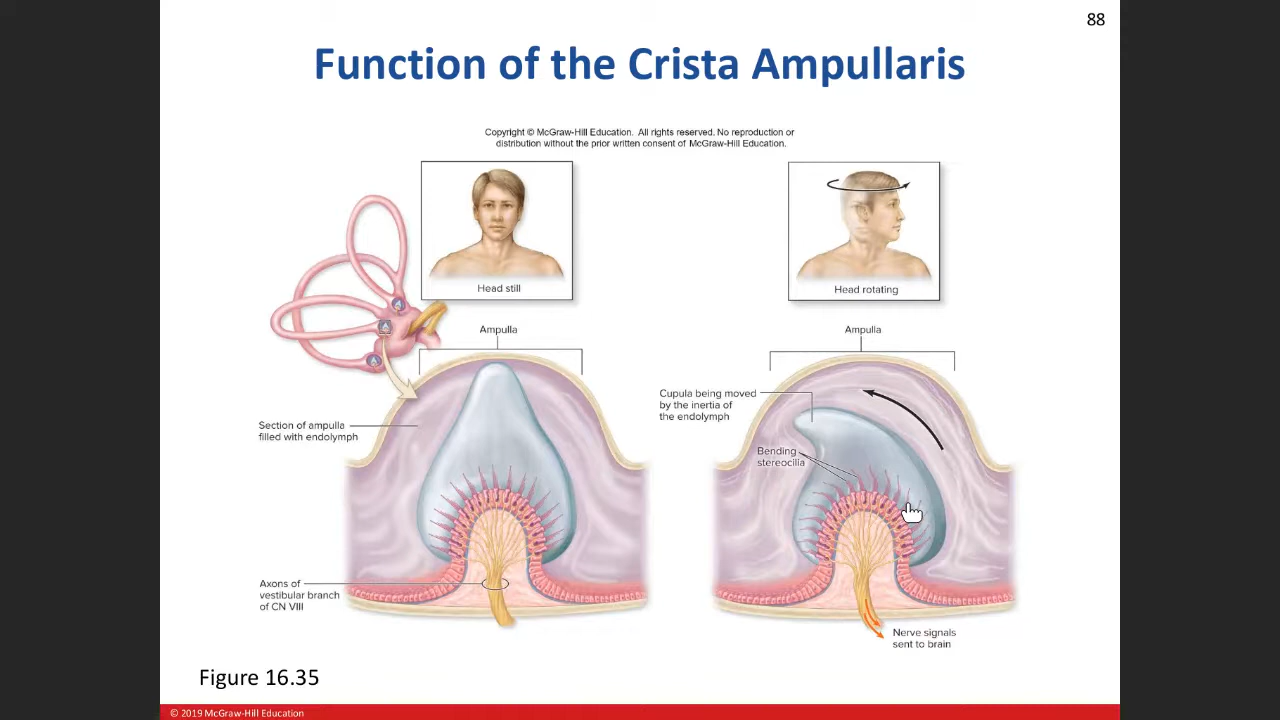 88
Function of the Crista Ampullaris
Copyright © McGraw-Hill Education. All rights reserved. No reproduction or
distribution without the prior written consent of McGraw-Hill Education.
Head still
Head rotating
Ampulla
Ampulla
Cupula being moved
by the inertia of
the endolymph
Section of ampulla
filled with endolymph
Bending
stereocilia
Axons of
vestibular branch
of CN VIII
Nerve signals
sent to brain
Figure 16.35
© 2019 McGraw-Hill Education